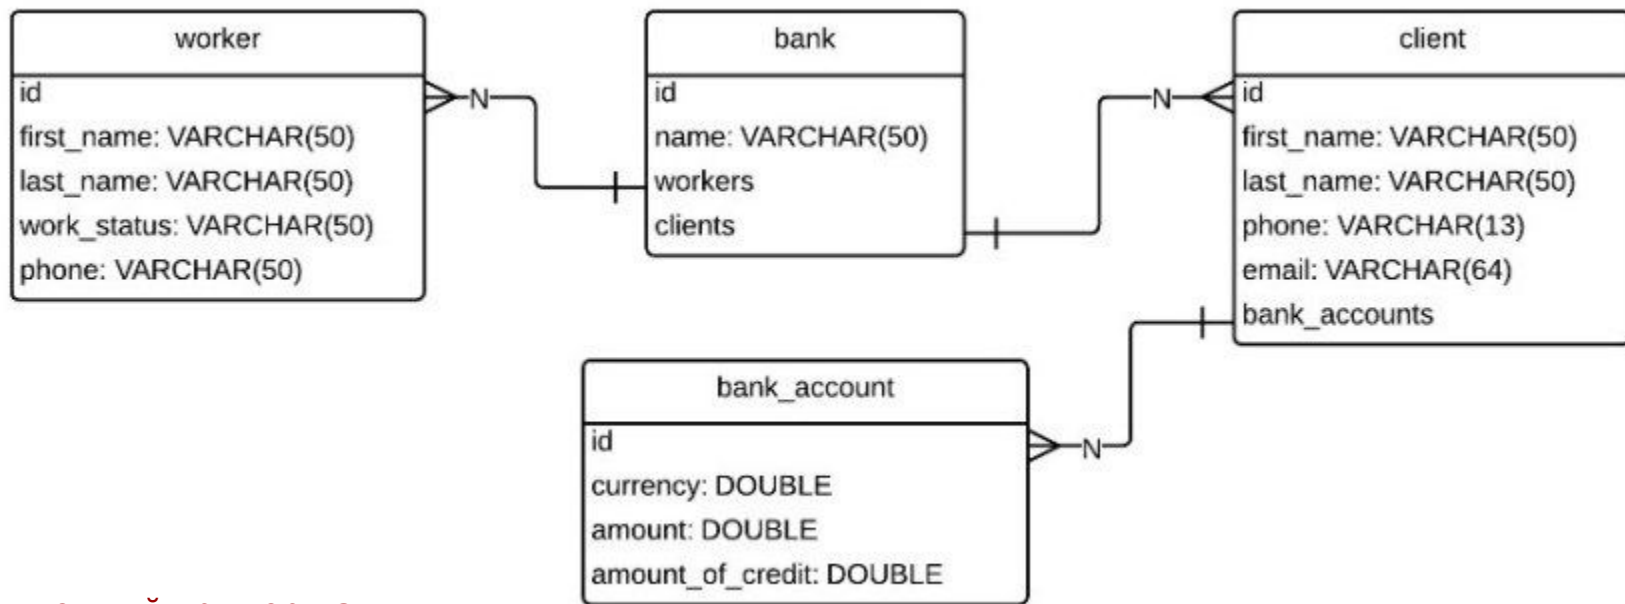 worker
id
first_name: VARCHAR(50)
last_name: VARCHAR(50)
work_status: VARCHAR(50)
phone: VARCHAR(50)
N
bank
id
name: VARCHAR(50)
workers
clients
N
client
id
first_name: VARCHAR(50)
last_name: VARCHAR(50)
phone: VARCHAR(13)
email: VARCHAR(64)
bank_accounts
bank_account
id
currency: DOUBLE
amount: DOUBLE
amount_of_credit: DOUBLE
N